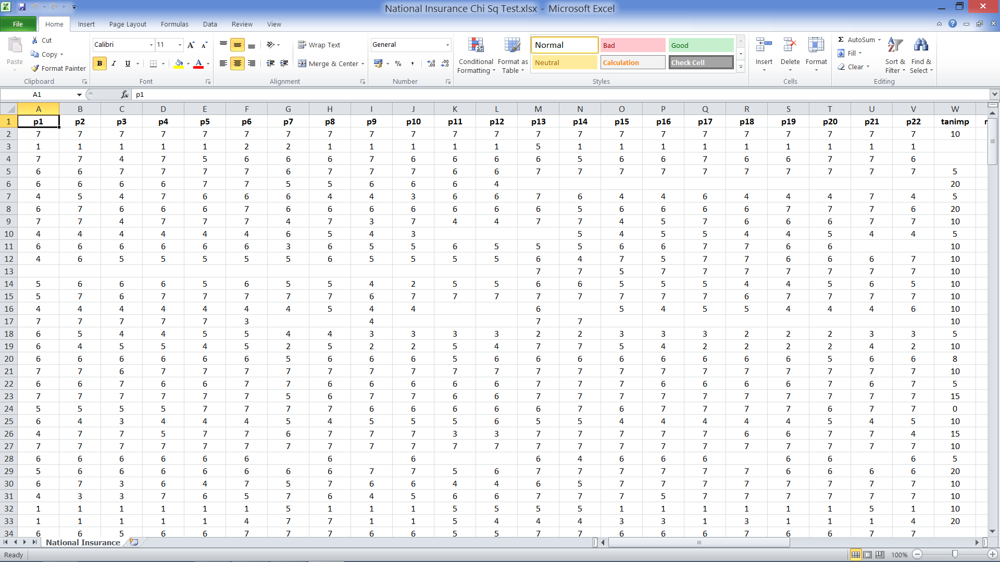 National Insurance Chi Sq Test.xlsx - Microsoft Excel
File Home Insert Page Layout Formulas Data Review View
Paste Cut Copy Format Painter Clipboard
Calibri 11 B I U A Font
Wrap Text Merge & Center Alignment
General % , Number
Conditional Formatting Format as Table Normal Bad Good Neutral Calculation Check Cell Styles
Insert Delete Format Cells
Σ AutoSum Fill Clear Sort & Filter Find & Select Editing
A1 fx p1
A B C D E F G H I J K L M N O P Q R S T U V W
1 p1 p2 p3 p4 p5 p6 p7 p8 p9 p10 p11 p12 p13 p14 p15 p16 p17 p18 p19 p20 p21 p22 tanimp
2 7 7 7 7 7 7 7 7 7 7 7 7 7 7 7 7 7 7 7 7 7 7 10
3 1 1 1 1 1 2 2 1 1 1 1 1 5 1 1 1 1 1 1 1 1 1
4 7 7 4 7 5 6 6 6 7 6 6 6 6 5 6 6 7 6 6 7 7 6
5 6 6 7 7 7 7 6 7 7 7 6 6 7 7 7 7 7 7 7 7 7 7 5
6 6 6 6 6 7 7 5 5 6 6 6 4 20
7 4 5 4 7 6 6 6 4 4 3 6 6 7 6 4 4 6 4 4 4 7 4 5
8 6 7 6 6 6 7 6 6 6 6 6 6 6 5 6 6 6 6 7 7 7 6 20
9 7 7 4 7 7 7 4 7 3 7 4 4 7 7 4 5 7 6 6 6 7 7 10
10 4 4 4 4 4 4 6 5 4 3 5 4 5 5 4 4 5 4 4 5
11 6 6 6 6 6 6 3 6 5 5 6 5 5 5 6 6 7 7 6 6 10
12 4 6 5 5 5 5 5 6 5 5 5 5 6 4 7 5 7 7 6 6 6 7 10
13 7 7 5 7 7 7 7 7 7 7 10
14 5 6 6 6 5 6 5 5 4 2 5 5 6 6 5 5 5 4 4 5 6 5 10
15 5 7 6 7 7 7 7 7 6 7 7 7 7 7 7 7 7 6 7 7 7 7 10
16 4 4 4 4 4 4 4 5 4 4 6 5 4 5 5 4 4 4 6 10
17 7 7 7 7 7 3 4 7 7 10
18 6 5 4 4 5 5 4 4 3 3 3 3 2 2 3 3 3 2 2 2 3 3 5
19 6 4 5 5 4 5 2 5 2 2 5 4 7 7 5 4 2 2 2 2 4 2 10
20 6 6 6 6 6 6 5 6 6 6 5 6 6 6 6 6 6 6 6 5 6 6 8
21 7 7 6 7 7 7 7 7 7 7 7 7 7 7 7 7 7 7 7 7 7 7 10
22 6 6 7 6 6 7 7 6 6 6 6 6 7 7 7 6 6 6 6 7 6 7 5
23 7 7 7 7 7 7 5 6 7 7 6 6 7 7 7 7 7 7 7 7 7 7 15
24 5 5 5 5 7 7 7 7 6 6 6 6 6 7 6 7 7 7 7 6 7 7 0
25 6 4 3 4 4 4 5 4 5 5 5 6 5 5 4 4 4 4 4 5 4 5 10
26 4 7 7 5 7 7 6 7 7 7 3 3 7 7 7 7 7 6 6 7 7 4 15
27 7 7 7 7 7 7 7 7 7 7 7 7 7 7 7 7 7 7 7 7 7 7 10
28 6 6 6 6 6 6 6 6 6 4 6 6 6 6 6 6 5
29 5 6 6 6 6 6 6 6 7 7 5 6 7 7 7 7 7 7 6 6 6 6 20
30 6 7 3 6 4 7 5 7 6 6 4 4 6 5 7 7 7 7 7 7 7 7 10
31 4 3 3 7 6 5 7 6 4 5 6 6 7 7 7 5 7 7 7 7 7 7 10
32 1 1 1 1 1 1 5 1 1 1 5 5 5 5 1 1 1 1 1 1 5 1 10
33 1 1 1 1 1 4 7 7 1 1 5 4 4 4 3 3 1 3 1 1 1 4 20
34 6 6 5 6 6 7 7 7 6 6 5 5 7 7 6 6 6 7 6 6 7 7
National Insurance
Ready 100%